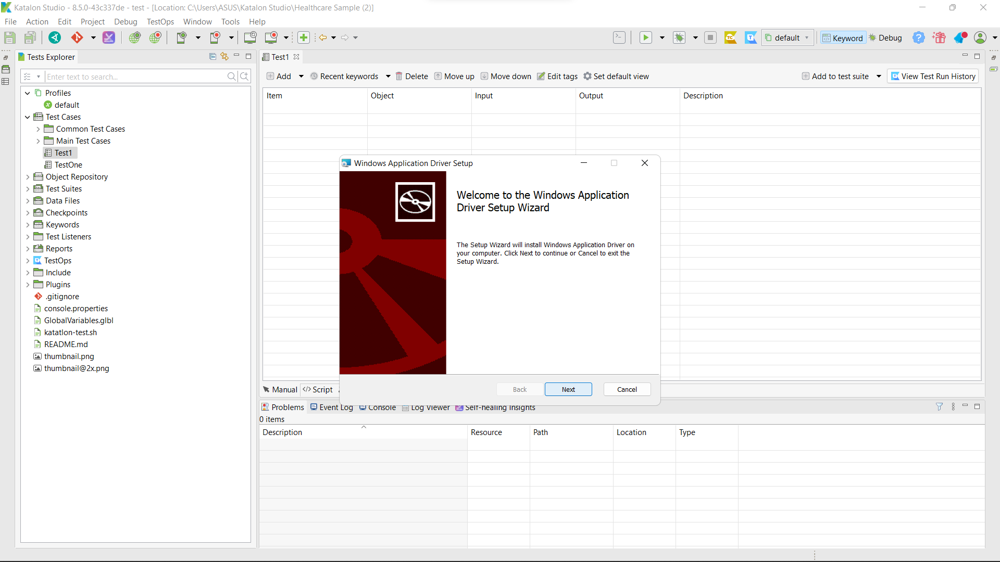 Katalon Studio - 8.5.0-43c337de - test - [Location: C:\Users\ASUS\Katalon Studio\Healthcare Sample (2)]
File Action Edit Project Debug TestOps Window Tools Help
default Keyword Debug
Tests Explorer
Test1
Enter text to search...
Add Recent keywords Delete Move up Move down Edit tags Set default view Add to test suite View Test Run History
Item Object Input Output Description
Profiles
default
Test Cases
Common Test Cases
Main Test Cases
Test1
TestOne
Object Repository
Test Suites
Data Files
Checkpoints
Keywords
Test Listeners
Reports
TestOps
Include
Plugins
.gitignore
console.properties
GlobalVariables.glbl
katatlon-test.sh
README.md
thumbnail.png
thumbnail@2x.png
Windows Application Driver Setup
Welcome to the Windows Application
Driver Setup Wizard
The Setup Wizard will install Windows Application Driver on
your computer. Click Next to continue or Cancel to exit the
Setup Wizard.
Back Next Cancel
Manual </> Script
Problems Event Log Console Log Viewer Self-healing Insights
0 items
Description Resource Path Location Type